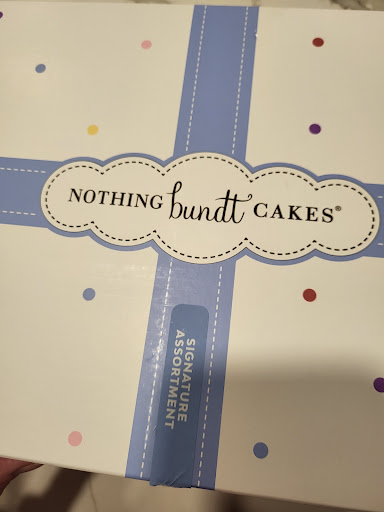 NOTHING bundt CAKES®
SIGNATURE
ASSORTMENT